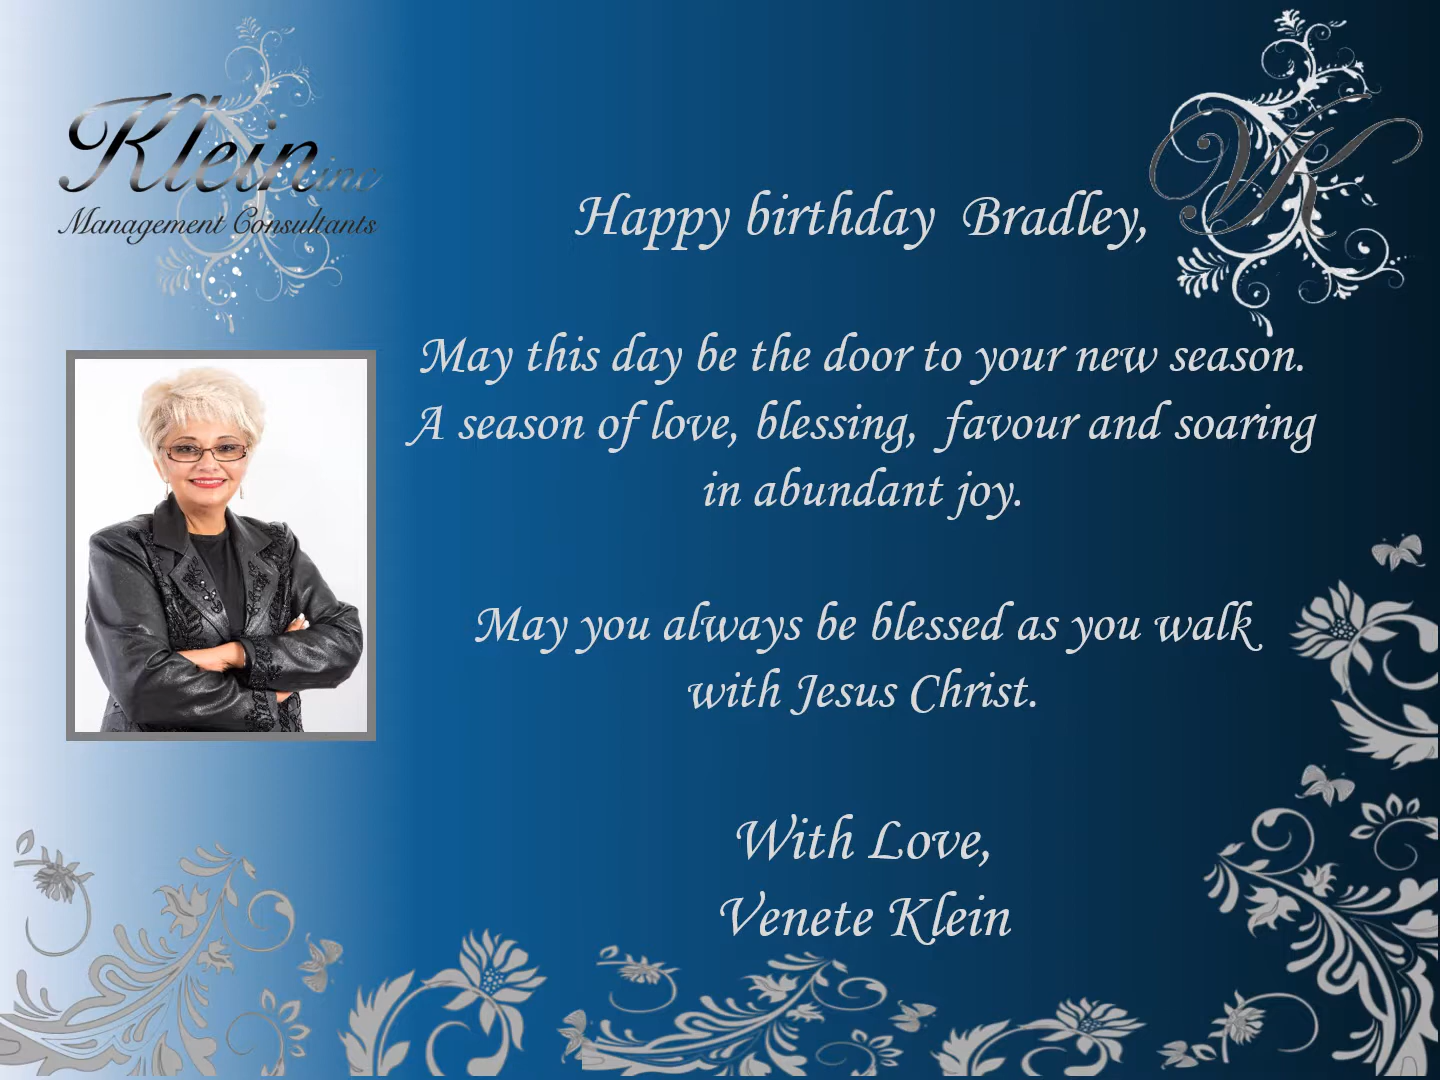 Klein inc
Management Consultants
VK
Happy birthday Bradley,
May this day be the door to your new season.
A season of love, blessing, favour and soaring
in abundant joy.
May you always be blessed as you walk
with Jesus Christ.
With Love,
Venete Klein